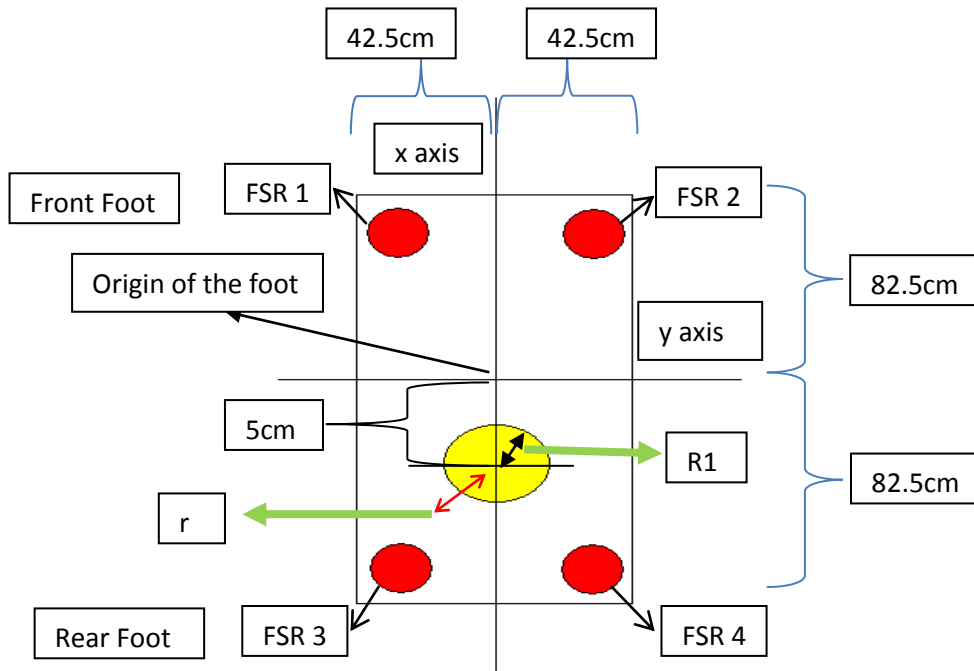 42.5cm
42.5cm
x axis
FSR 1
FSR 2
Front Foot
Origin of the foot
82.5cm
y axis
5cm
R1
82.5cm
r
FSR 3
FSR 4
Rear Foot